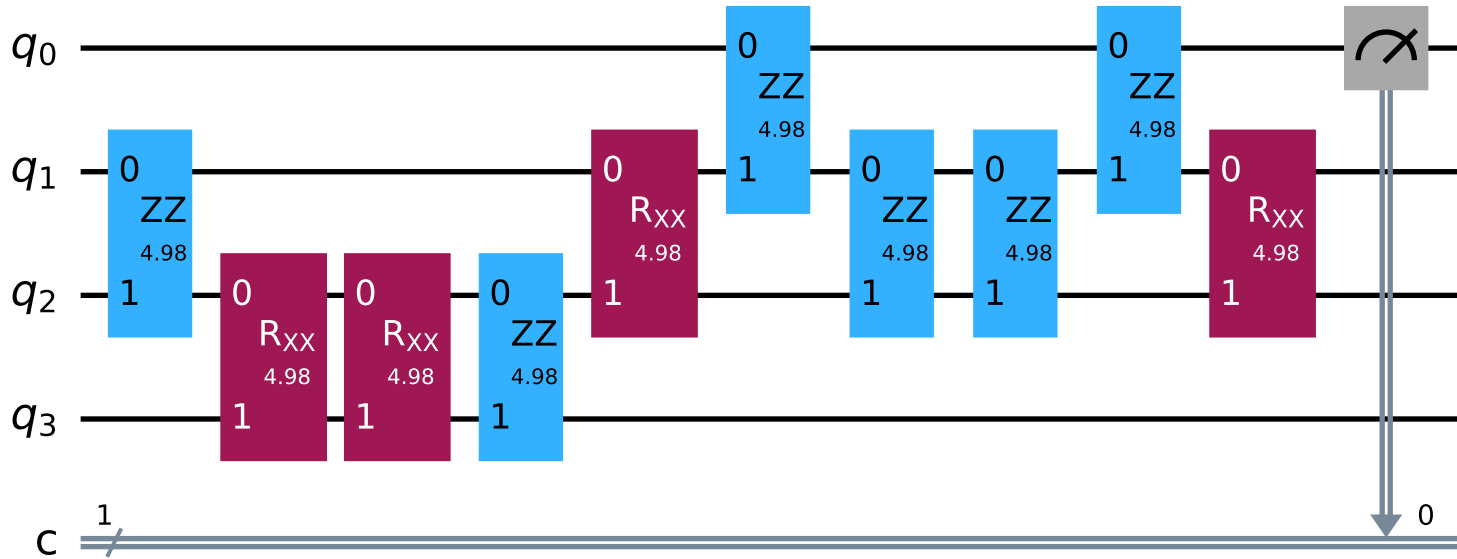 q0 0 0
ZZ ZZ
4.98 4.98
q1 0 0 1 0 0 1 0
ZZ RXX ZZ ZZ RXX
4.98 4.98 4.98 4.98 4.98
q2 1 0 0 0 1 1 1 1
RXX RXX ZZ
4.98 4.98 4.98
q3 1 1 1
1 0
c